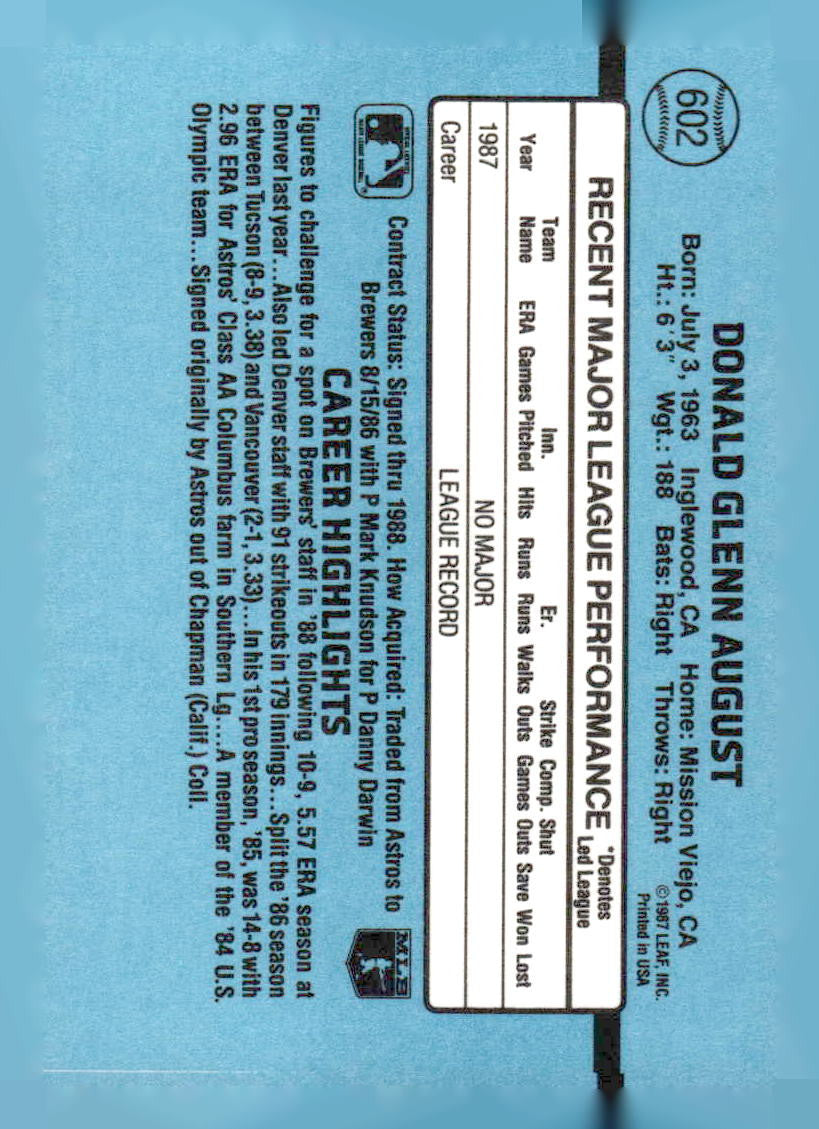 602
DONALD GLENN AUGUST
Born: July 3, 1963 Inglewood, CA Home: Mission Viejo, CA
Ht.: 6'3" Wgt.: 188 Bats: Right Throws: Right
©1987 LEAF, INC.
Printed in USA
RECENT MAJOR LEAGUE PERFORMANCE *Denotes Led League
Team Inn. Er. Strike Comp. Shut
Year Name ERA Games Pitched Hits Runs Runs Walks Outs Games Outs Save Won Lost
1987 NO MAJOR
Career LEAGUE RECORD
Contract Status: Signed thru 1988. How Acquired: Traded from Astros to
Brewers 8/15/86 with P Mark Knudson for P Danny Darwin
MLB
CAREER HIGHLIGHTS
Figures to challenge for a spot on Brewers' staff in '88 following 10-9, 5.57 ERA season at
Denver last year...Also led Denver staff with 91 strikeouts in 179 innings...Split the '86 season
between Tucson (8-9, 3.38) and Vancouver (2-1, 3.33)...In his 1st pro season, '85, was 14-8 with
2.96 ERA for Astros' Class AA Columbus farm in Southern Lg....A member of the '84 U.S.
Olympic team...Signed originally by Astros out of Chapman (Calif.) Coll.